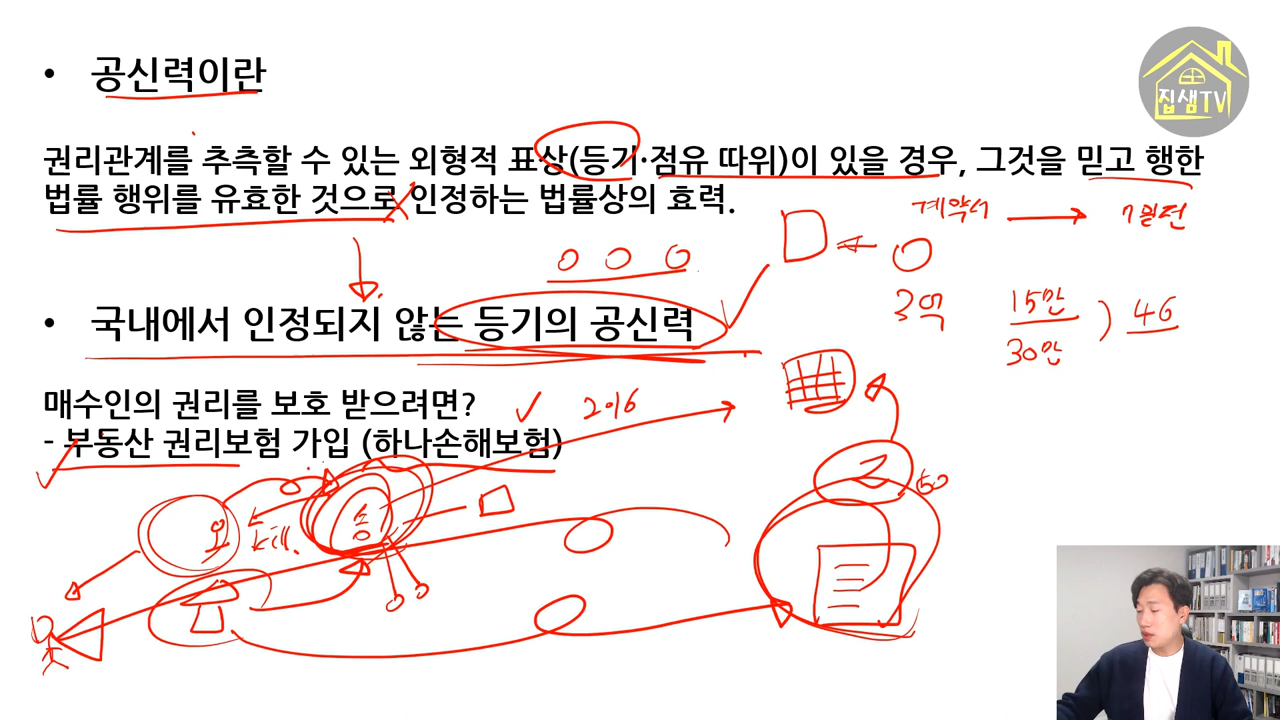 • 공신력이란
집샘TV
권리관계를 추측할 수 있는 외형적 표상(등기·점유 따위)이 있을 경우, 그것을 믿고 행한
법률 행위를 유효한 것으로 인정하는 법률상의 효력.
계약서 7일전
3억 15만 46
30만
• 국내에서 인정되지 않는 등기의 공신력
매수인의 권리를 보호 받으려면?
2016
- 부동산 권리보험 가입 (하나손해보험)
오 송
50